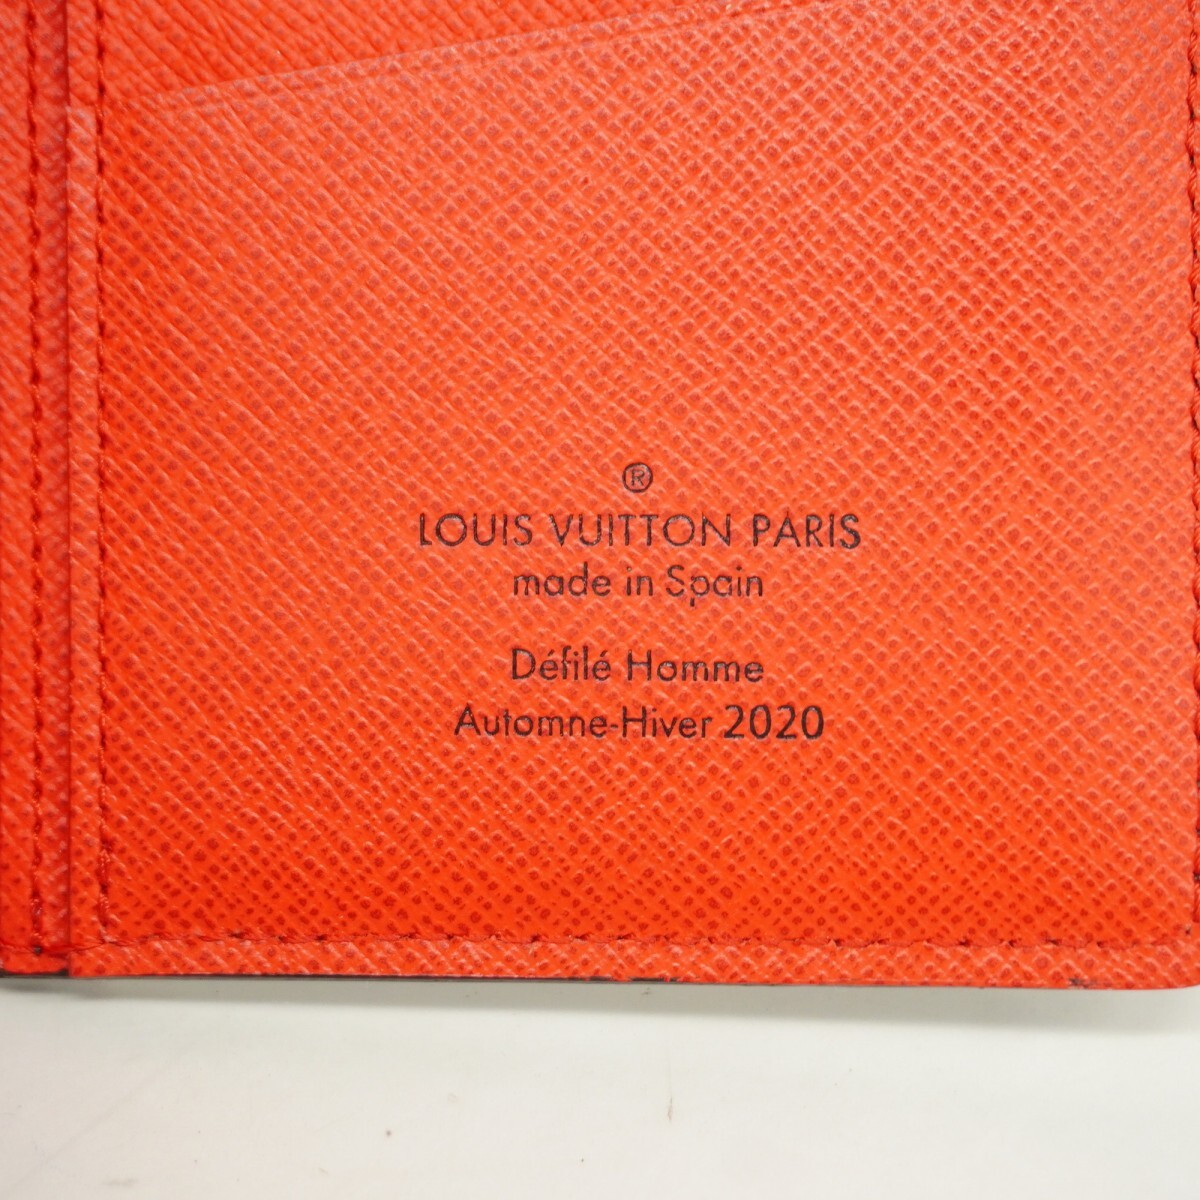 ®
LOUIS VUITTON PARIS
made in Spain
Défilé Homme
Automne-Hiver 2020